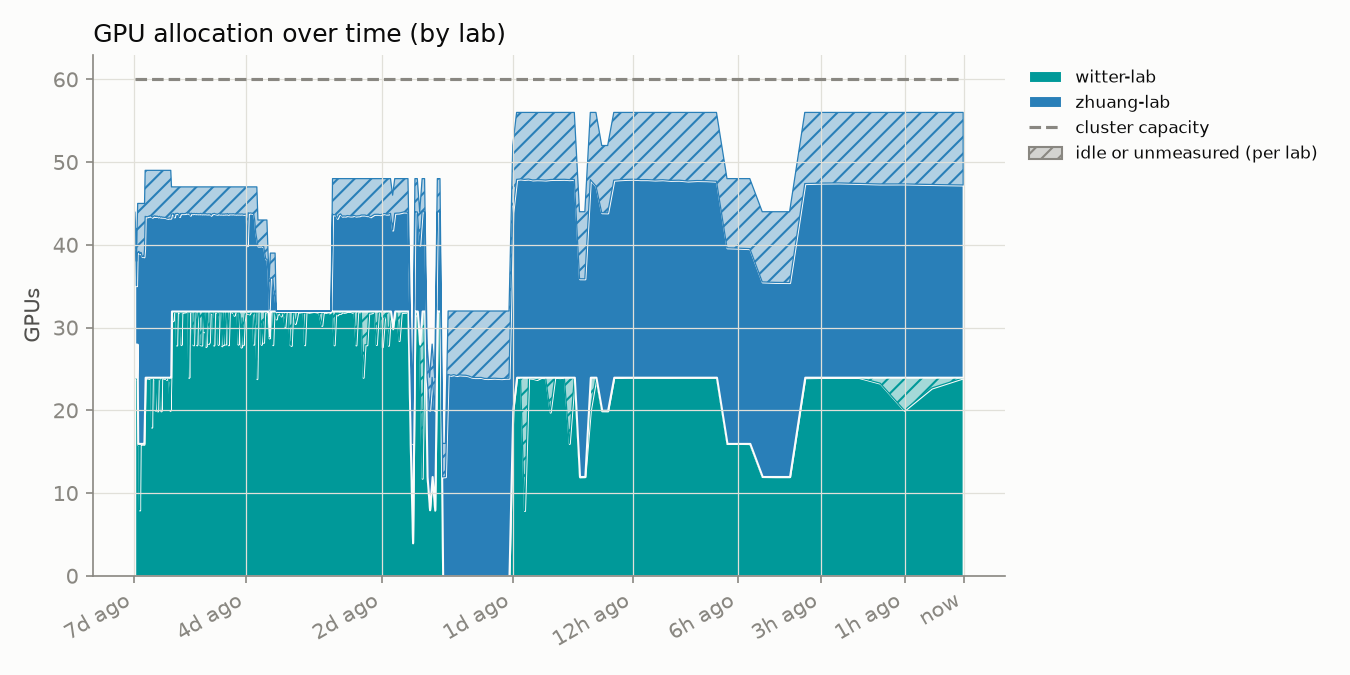 GPU allocation over time (by lab)
60
50
40
30
20
10
0
GPUs
7d ago
4d ago
2d ago
1d ago
12h ago
6h ago
3h ago
1h ago
now
witter-lab
zhuang-lab
cluster capacity
idle or unmeasured (per lab)